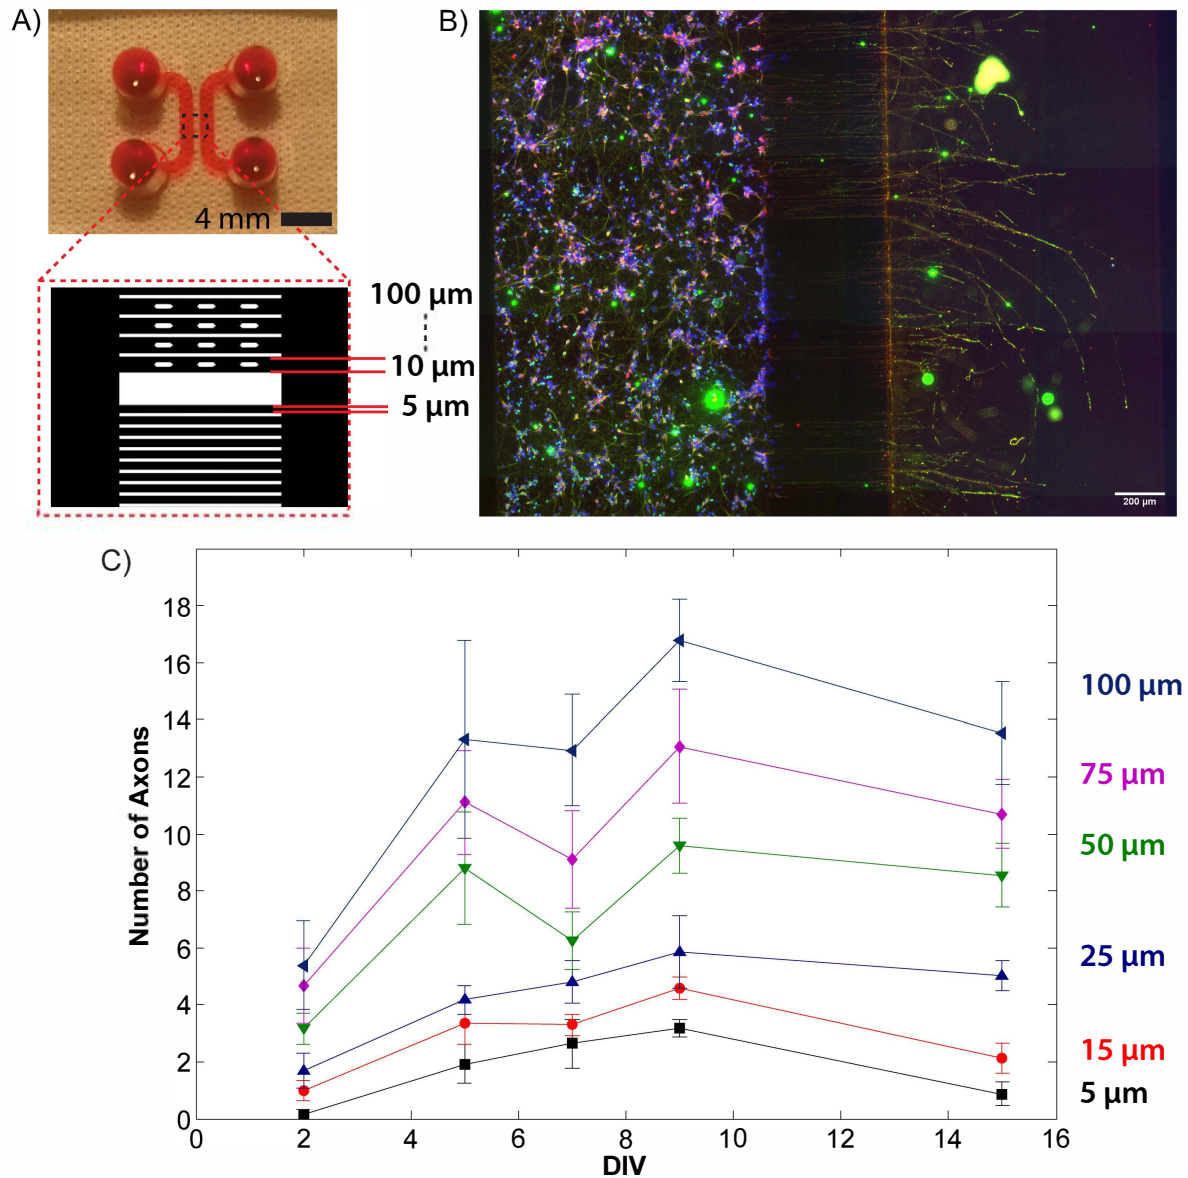 A)
4 mm
100 µm
10 µm
5 µm
B)
200 µm
C)
Number of Axons
18
16
14
12
10
8
6
4
2
0
0 2 4 6 8 10 12 14 16
DIV
100 µm
75 µm
50 µm
25 µm
15 µm
5 µm